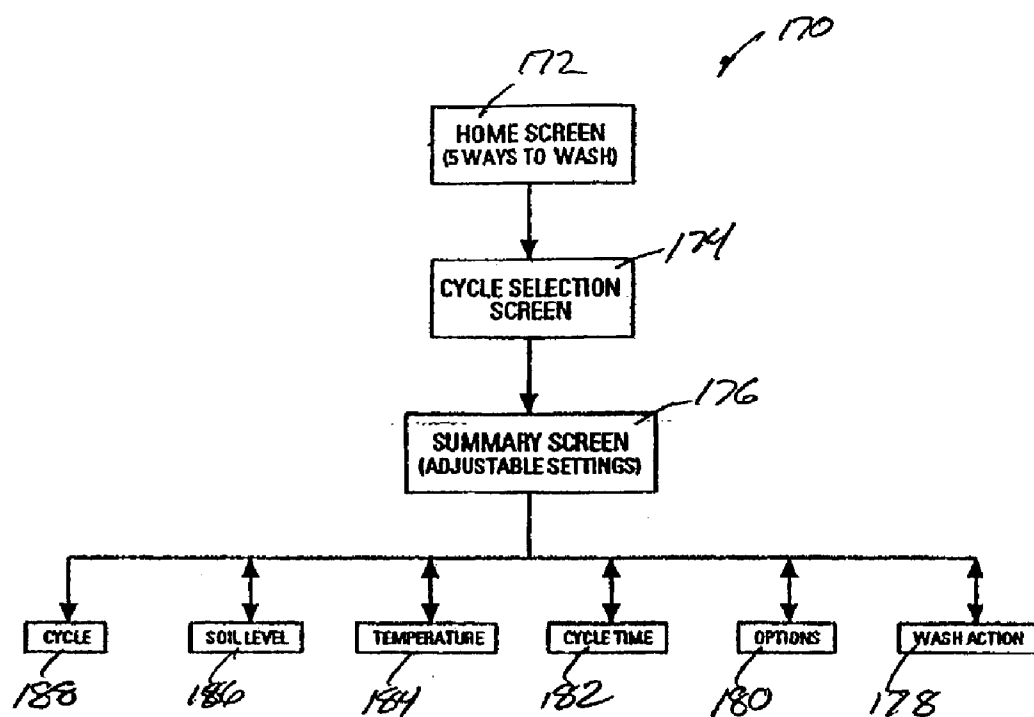 170
172
HOME SCREEN
(5 WAYS TO WASH)
174
CYCLE SELECTION
SCREEN
176
SUMMARY SCREEN
(ADJUSTABLE SETTINGS)
CYCLE
SOIL LEVEL
TEMPERATURE
CYCLE TIME
OPTIONS
WASH ACTION
188
186
184
182
180
178